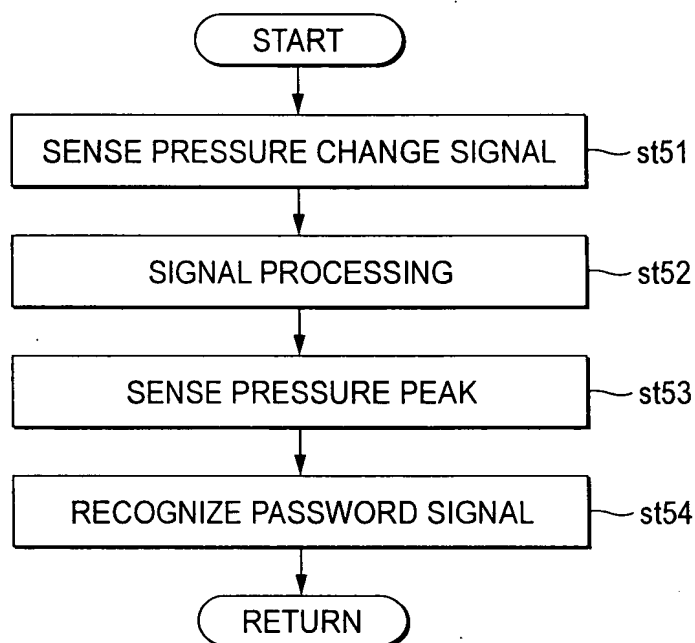 START
SENSE PRESSURE CHANGE SIGNAL st51
SIGNAL PROCESSING st52
SENSE PRESSURE PEAK st53
RECOGNIZE PASSWORD SIGNAL st54
RETURN